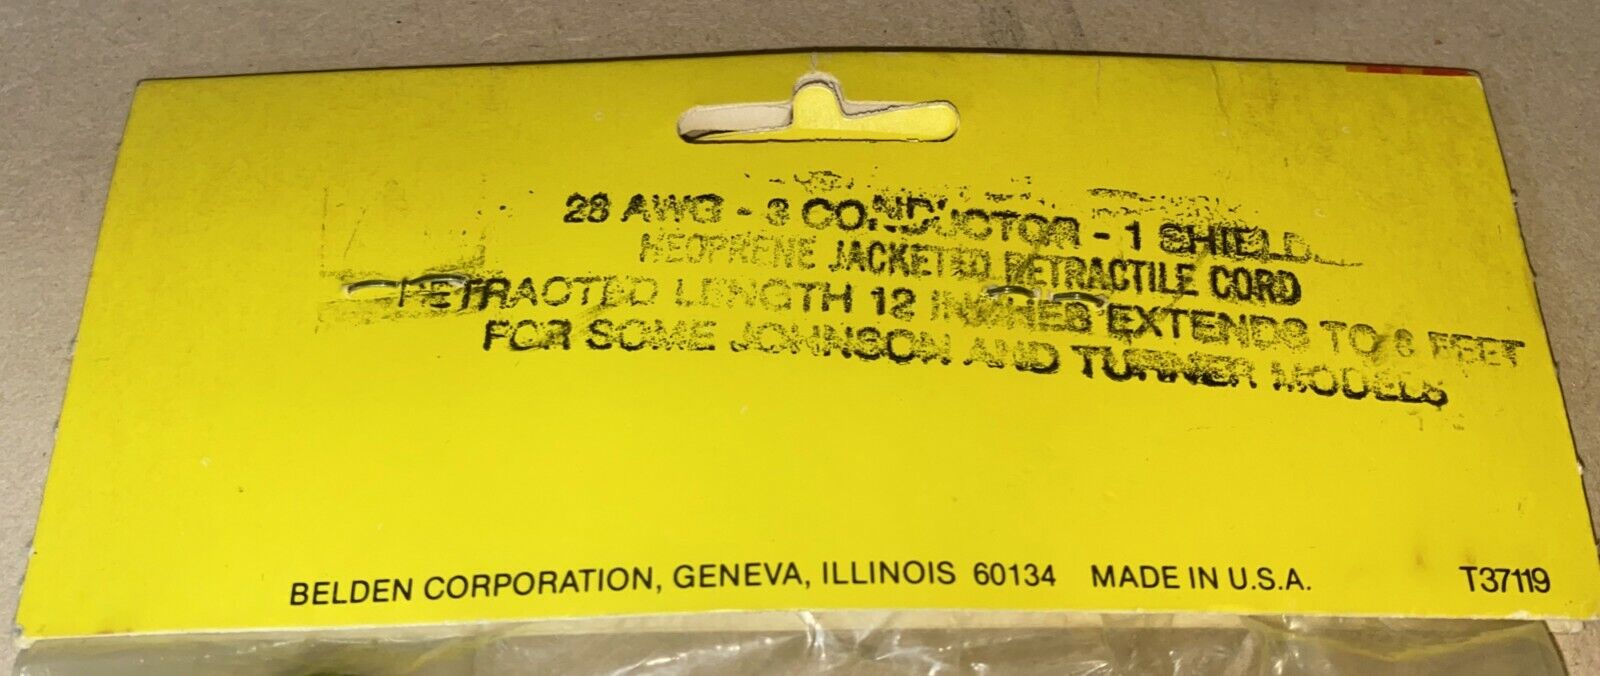 28 AWG - 3 CONDUCTOR - 1 SHIELD
NEOPRENE JACKETED RETRACTILE CORD
RETRACTED LENGTH 12 INCHES EXTENDS TO 6 FEET
FOR SOME JOHNSON AND TURNER MODELS
BELDEN CORPORATION, GENEVA, ILLINOIS 60134 MADE IN U.S.A. T37119